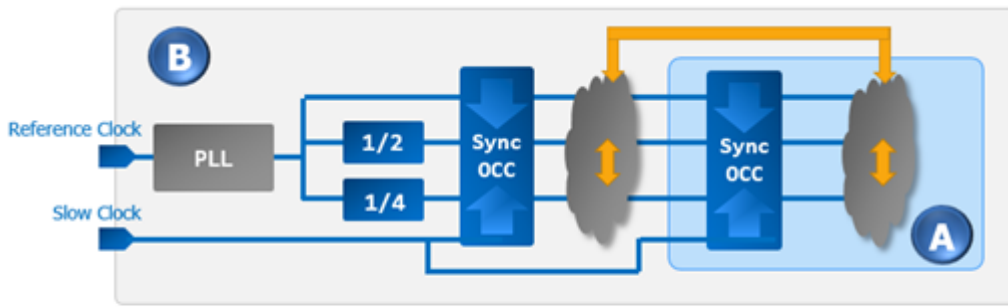 B
Reference Clock
PLL
1/2
1/4
Sync
OCC
Sync
OCC
Slow Clock
A